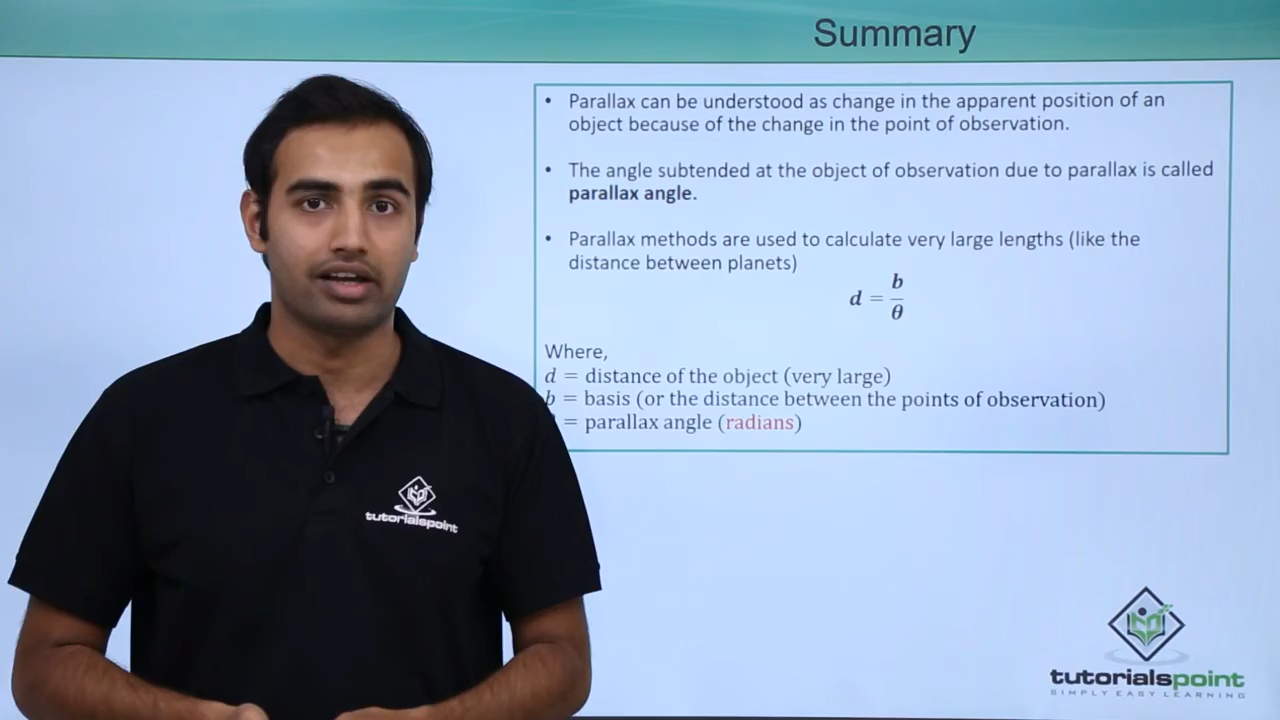 Summary
• Parallax can be understood as change in the apparent position of an
object because of the change in the point of observation.
• The angle subtended at the object of observation due to parallax is called
parallax angle.
• Parallax methods are used to calculate very large lengths (like the
distance between planets)
d = b/θ
Where,
d = distance of the object (very large)
b = basis (or the distance between the points of observation)
= parallax angle (radians)
tutorialspoint
tutorialspoint
SIMPLY EASY LEARNING